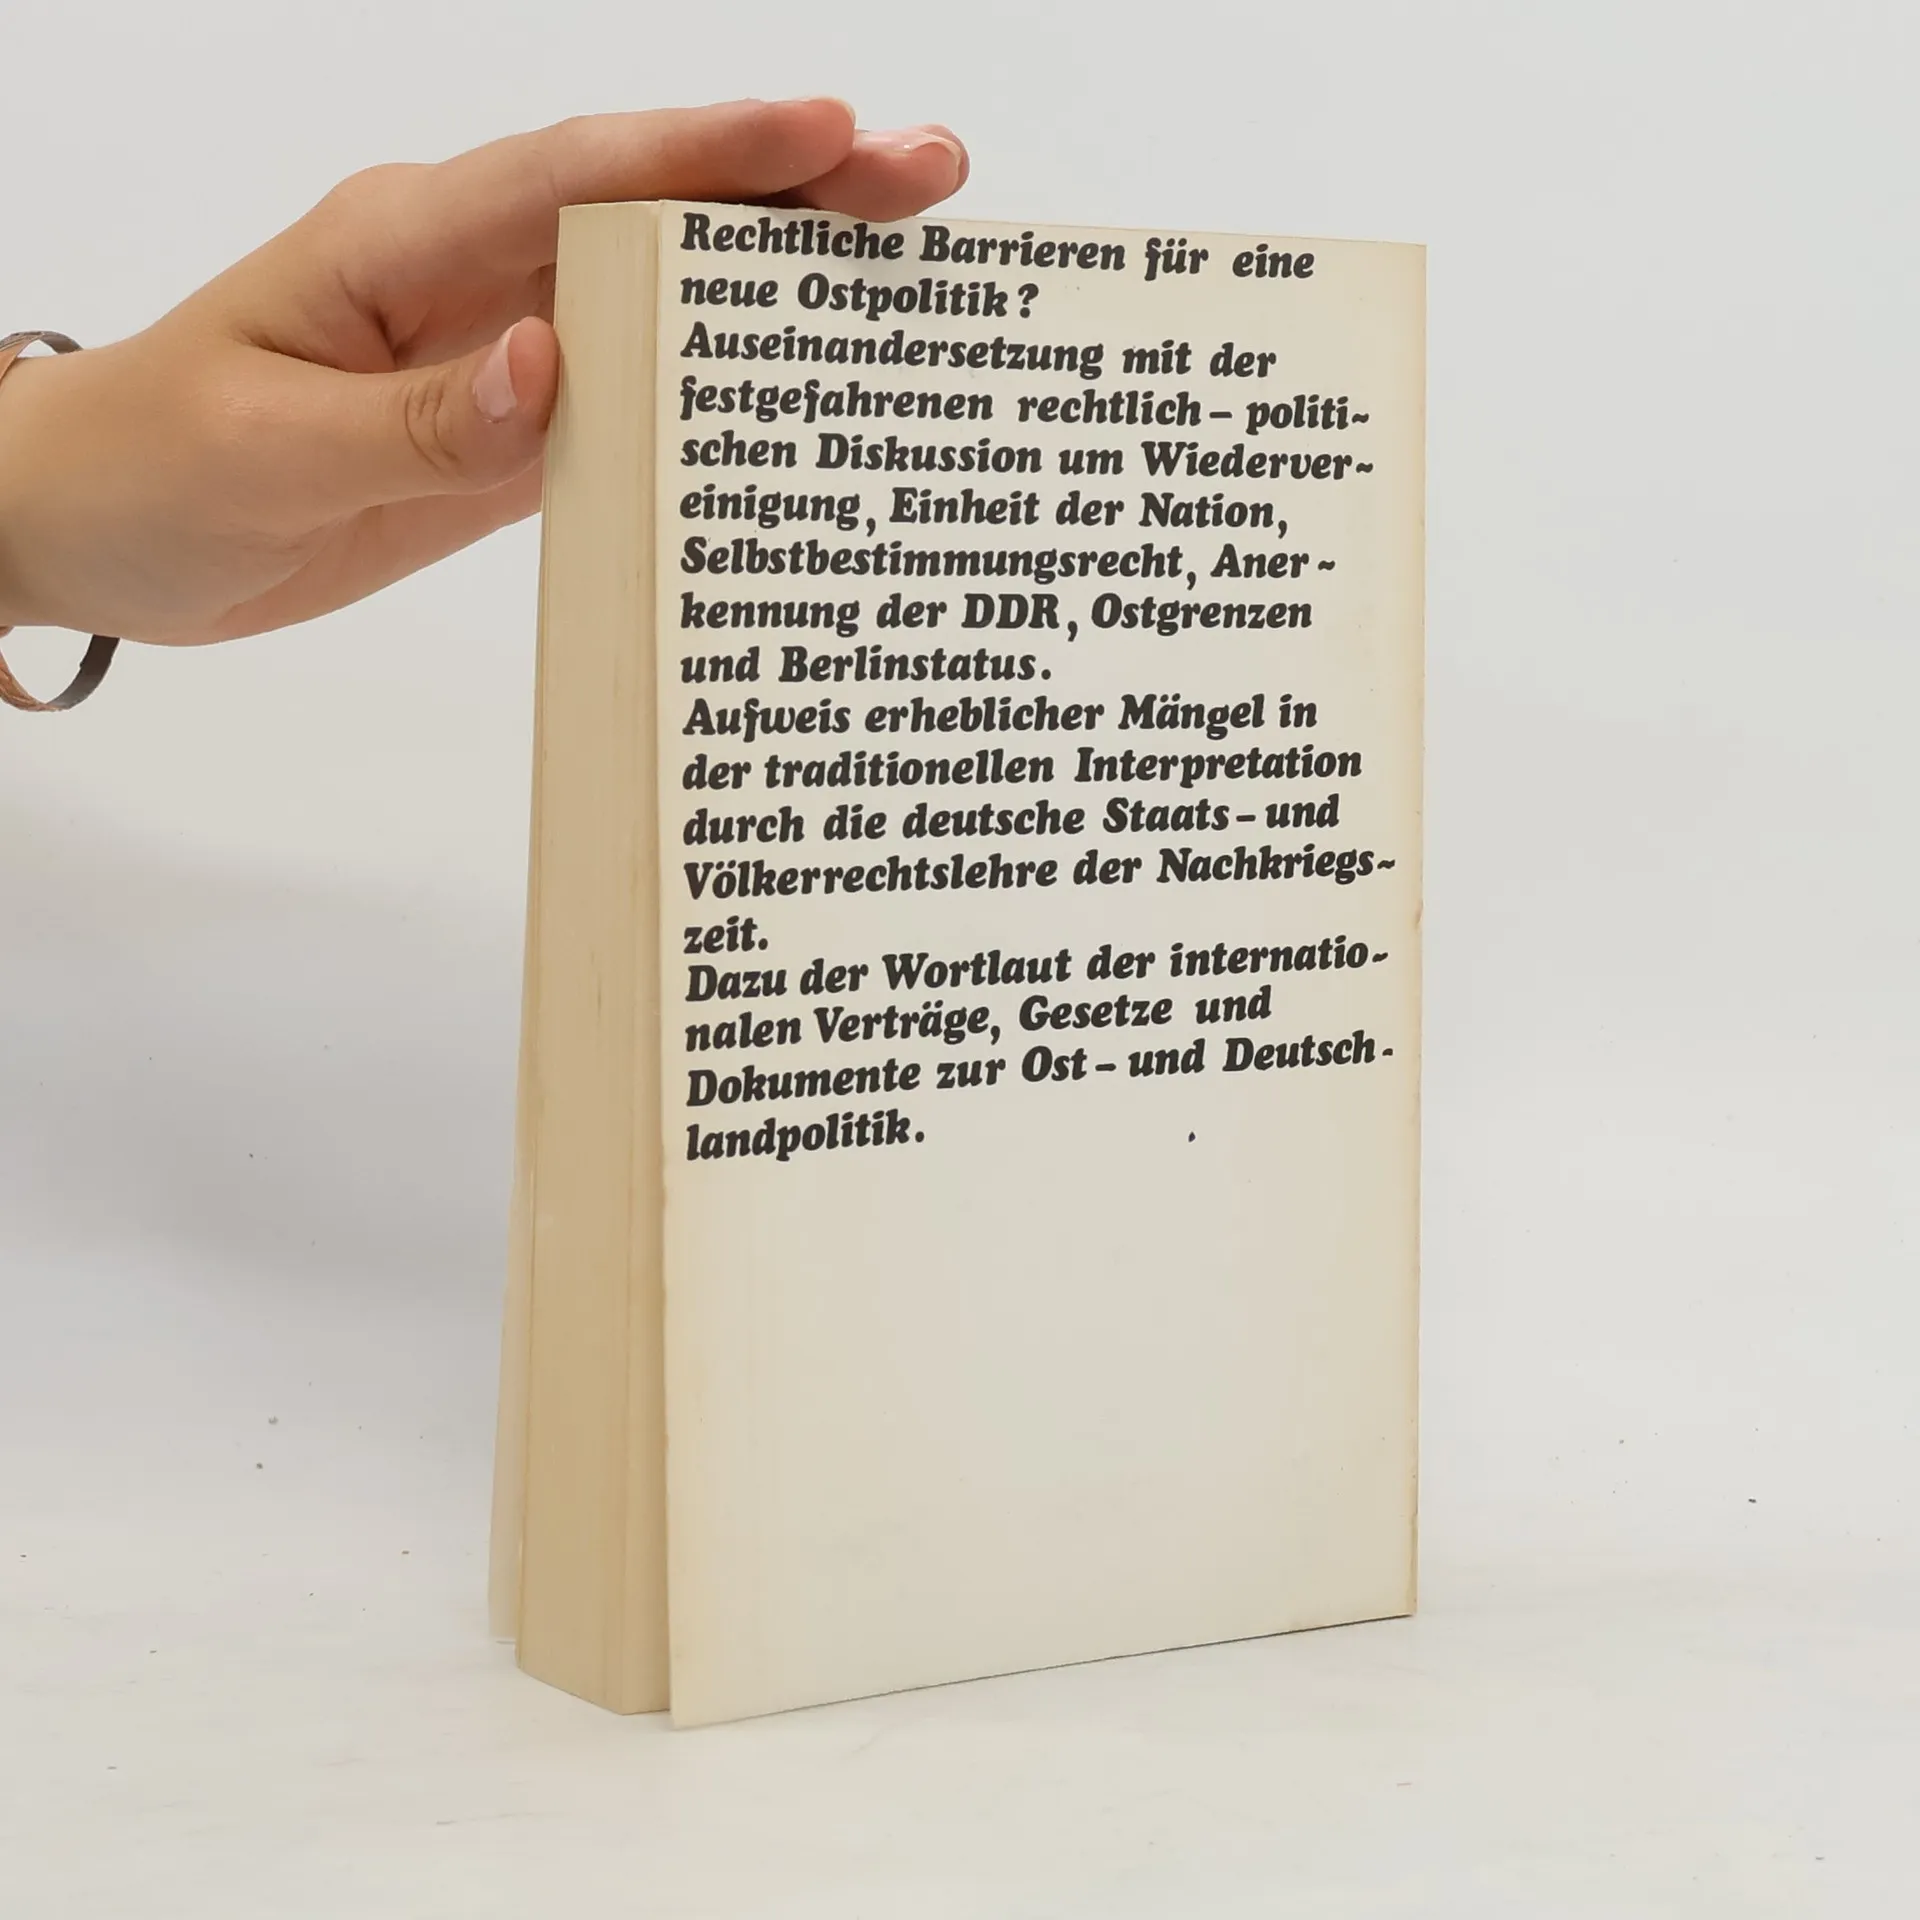 Rechtliche Barrieren für eine
neue Ostpolitik?
Auseinandersetzung mit der
festgefahrenen rechtlich – politi~
schen Diskussion um Wiederver~
einigung, Einheit der Nation,
Selbstbestimmungsrecht, Aner~
kennung der DDR, Ostgrenzen
und Berlinstatus.
Aufweis erheblicher Mängel in
der traditionellen Interpretation
durch die deutsche Staats – und
Völkerrechtslehre der Nachkriegs~
zeit.
Dazu der Wortlaut der internatio-
nalen Verträge, Gesetze und
Dokumente zur Ost – und Deutsch-
landpolitik.